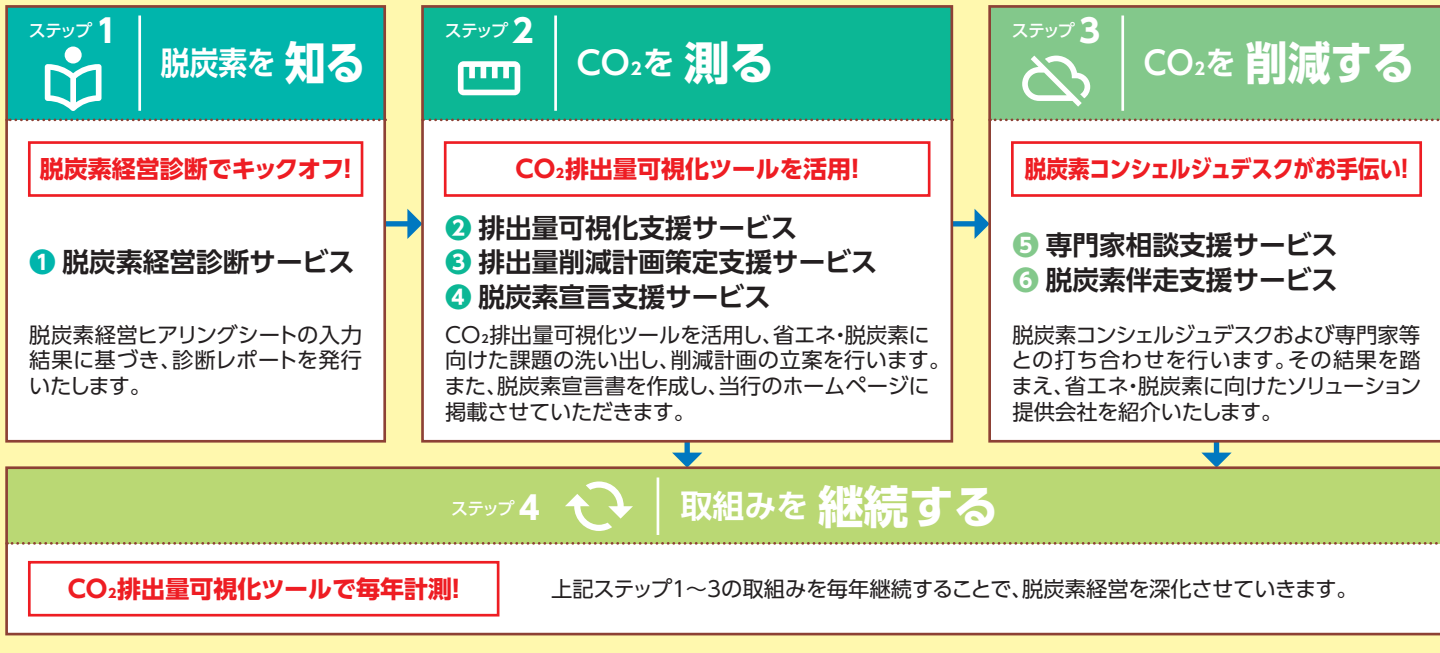 ステップ 1
脱炭素を 知る
脱炭素経営診断でキックオフ!
❶ 脱炭素経営診断サービス
脱炭素経営ヒアリングシートの入力
結果に基づき、診断レポートを発行
いたします。
ステップ 2
CO₂を 測る
CO₂排出量可視化ツールを活用!
❷ 排出量可視化支援サービス
❸ 排出量削減計画策定支援サービス
❹ 脱炭素宣言支援サービス
CO₂排出量可視化ツールを活用し、省エネ・脱炭素に
向けた課題の洗い出し、削減計画の立案を行います。
また、脱炭素宣言書を作成し、当行のホームページに
掲載させていただきます。
ステップ 3
CO₂を 削減する
脱炭素コンシェルジュデスクがお手伝い!
❺ 専門家相談支援サービス
❻ 脱炭素伴走支援サービス
脱炭素コンシェルジュデスクおよび専門家等
との打ち合わせを行います。その結果を踏
まえ、省エネ・脱炭素に向けたソリューション
提供会社を紹介いたします。
ステップ 4
取組みを 継続する
CO₂排出量可視化ツールで毎年計測!
上記ステップ1〜3の取組みを毎年継続することで、脱炭素経営を深化させていきます。